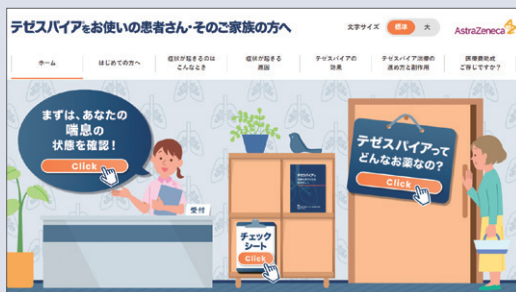 テゼスパイアをお使いの患者さん・そのご家族の方へ
文字サイズ 標準 大
AstraZeneca
ホーム
はじめての方へ
症状が起きるのは
こんなとき
症状が起きる
原因
テゼスパイアの
効果
テゼスパイア治療の
進め方と副作用
医療費助成
ご存じですか?
まずは、あなたの
喘息の
状態を確認!
Click
受付
テゼスパイア
チェック
シート
Click
テゼスパイアって
どんなお薬なの?
Click